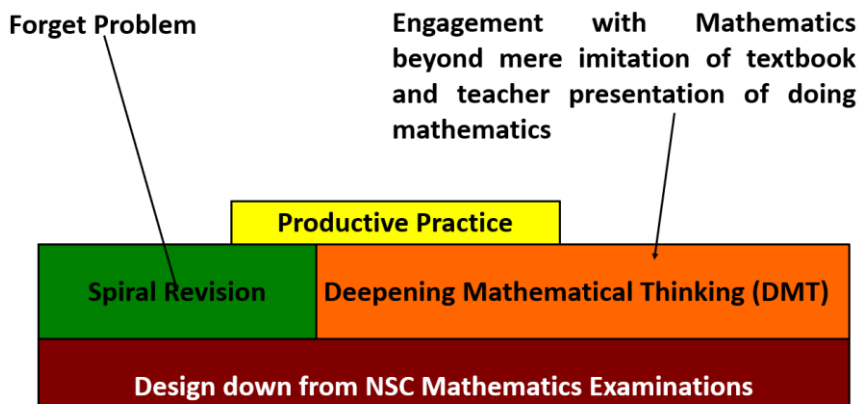 Forget Problem
Engagement with Mathematics
beyond mere imitation of textbook
and teacher presentation of doing
mathematics
Productive Practice
Spiral Revision
Deepening Mathematical Thinking (DMT)
Design down from NSC Mathematics Examinations